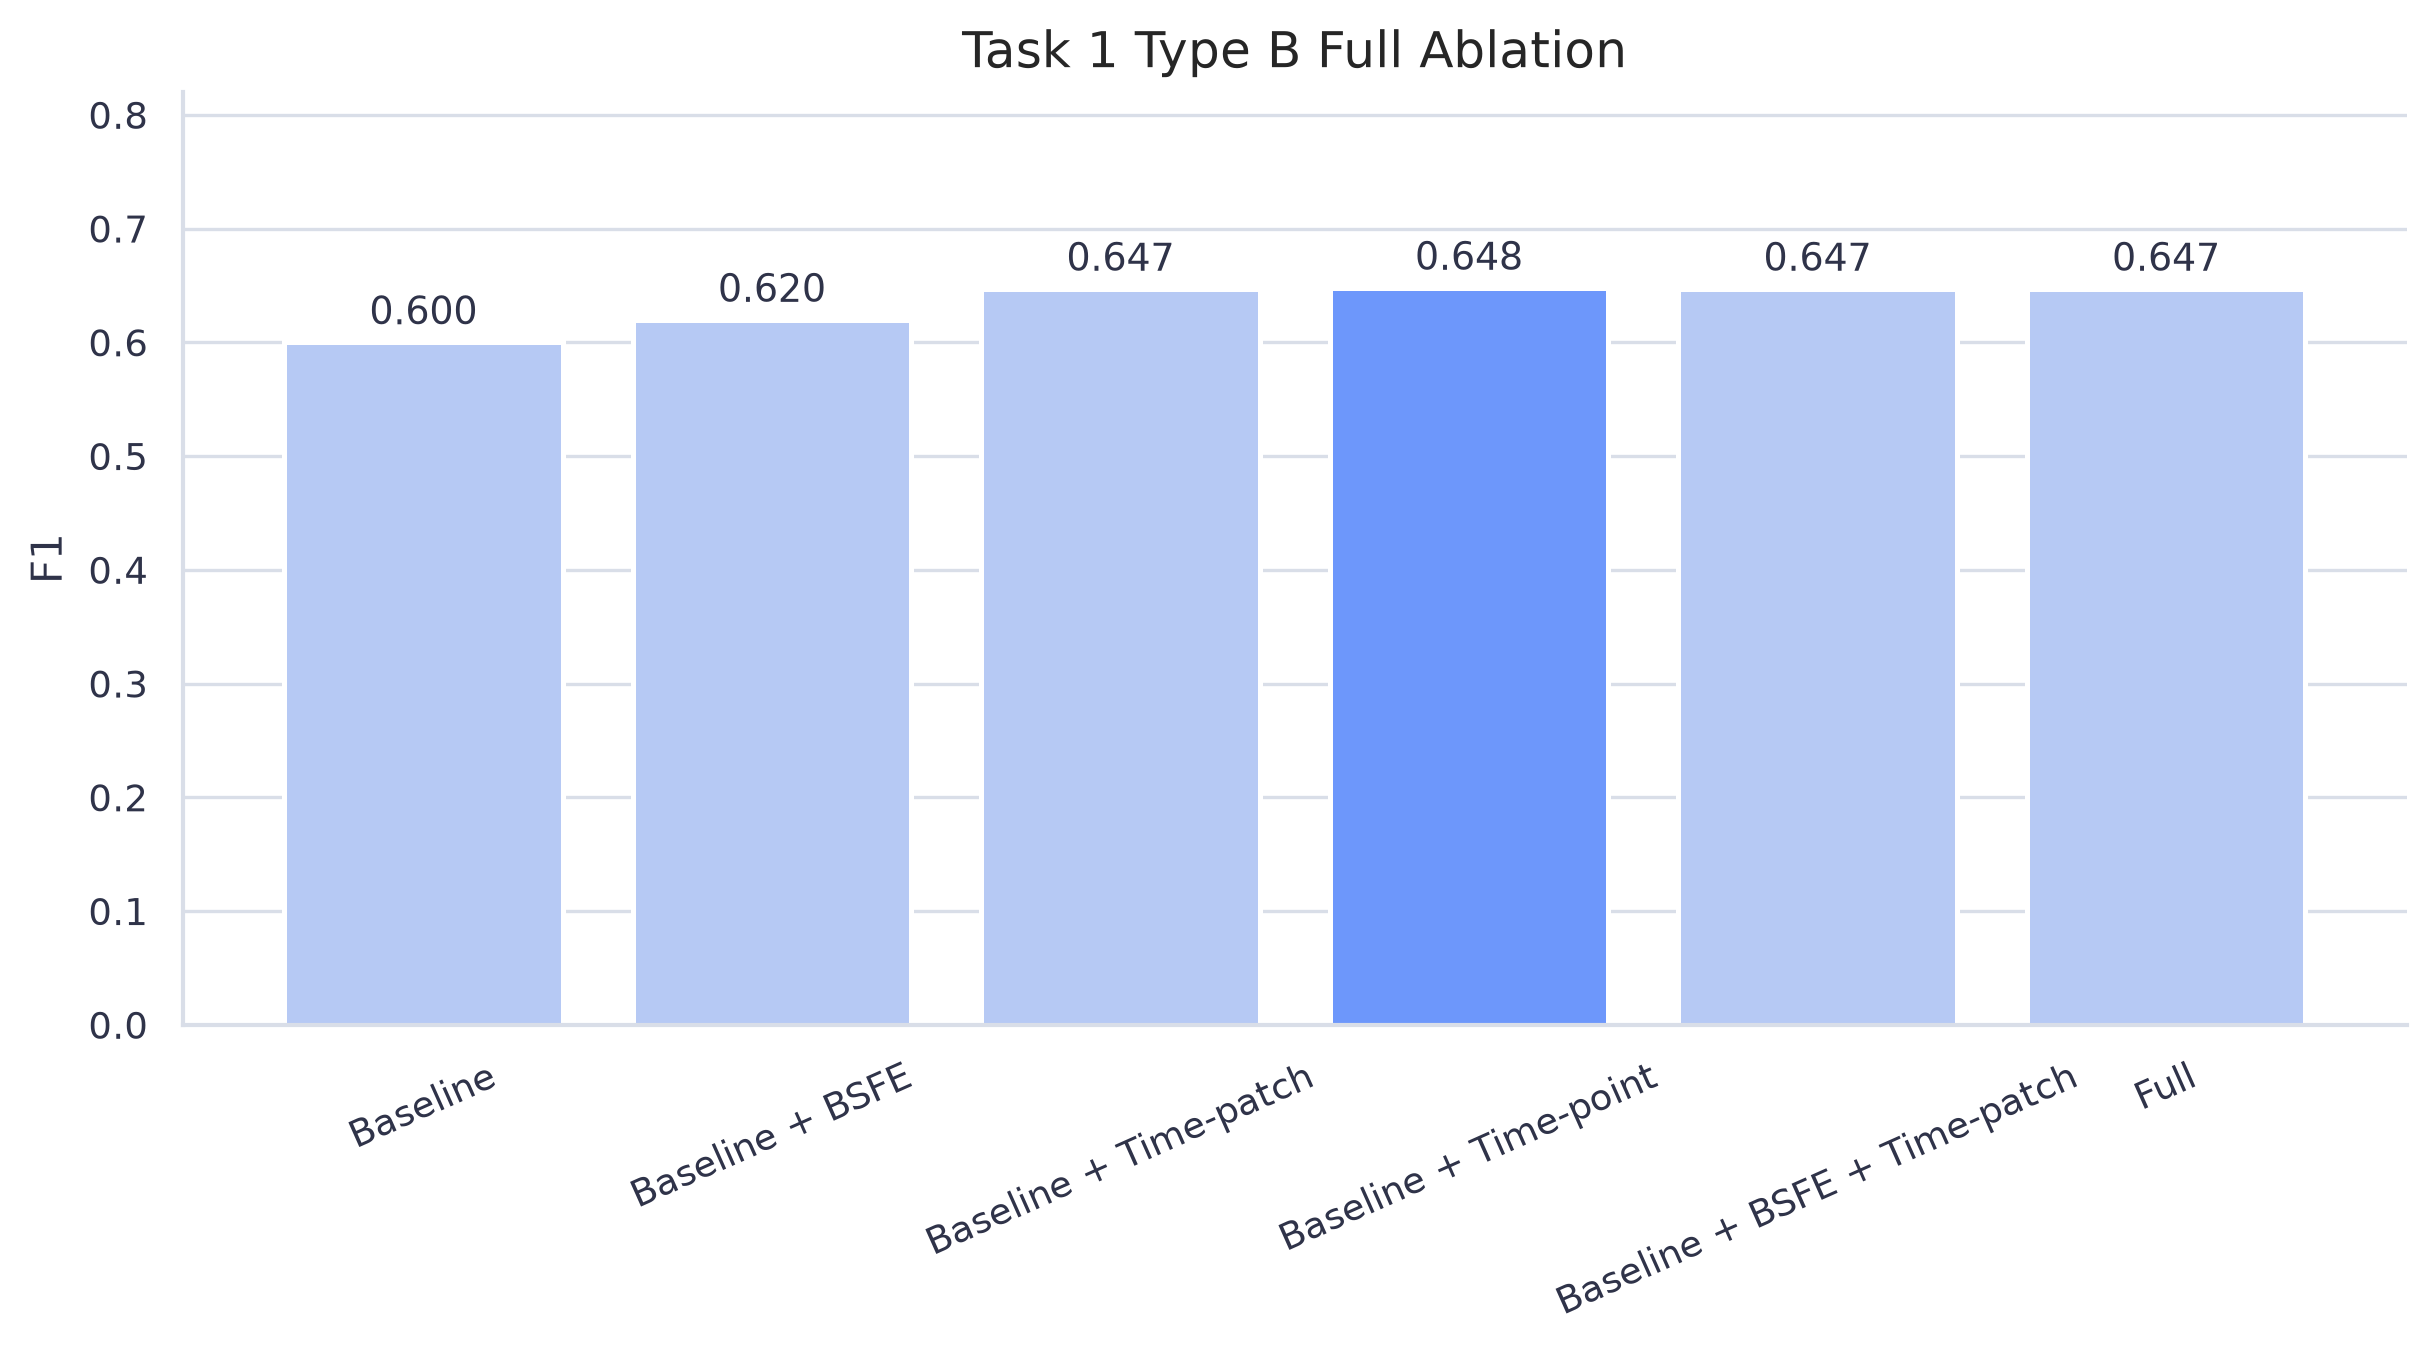 Task 1 Type B Full Ablation
F1
0.8
0.7
0.6
0.5
0.4
0.3
0.2
0.1
0.0
0.600
0.620
0.647
0.648
0.647
0.647
Baseline
Baseline + BSFE
Baseline + Time-patch
Baseline + Time-point
Baseline + BSFE + Time-patch
Full